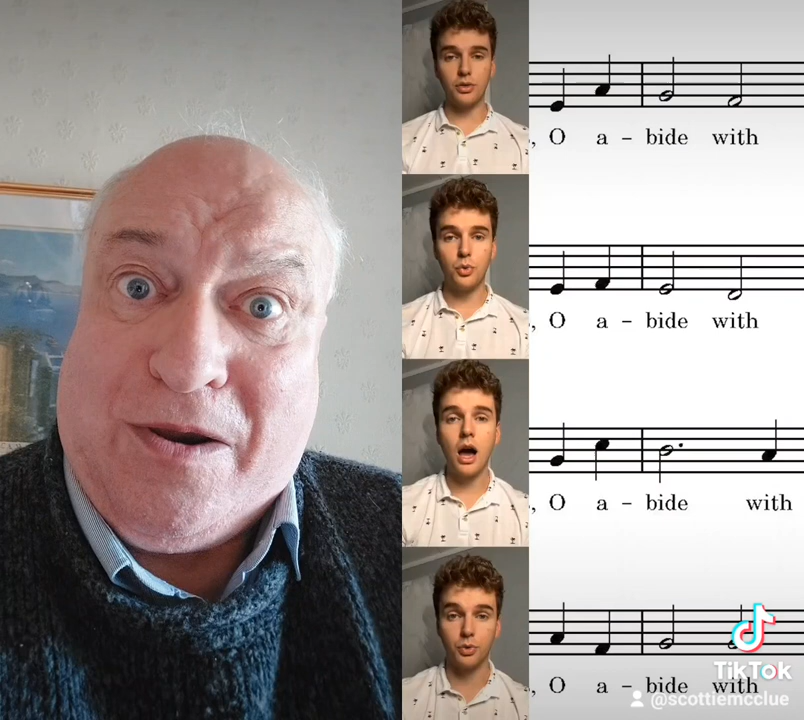 , O a - bide with
, O a - bide with
, O a - bide with
, O a - bide with
TikTok
@scottiemcclue